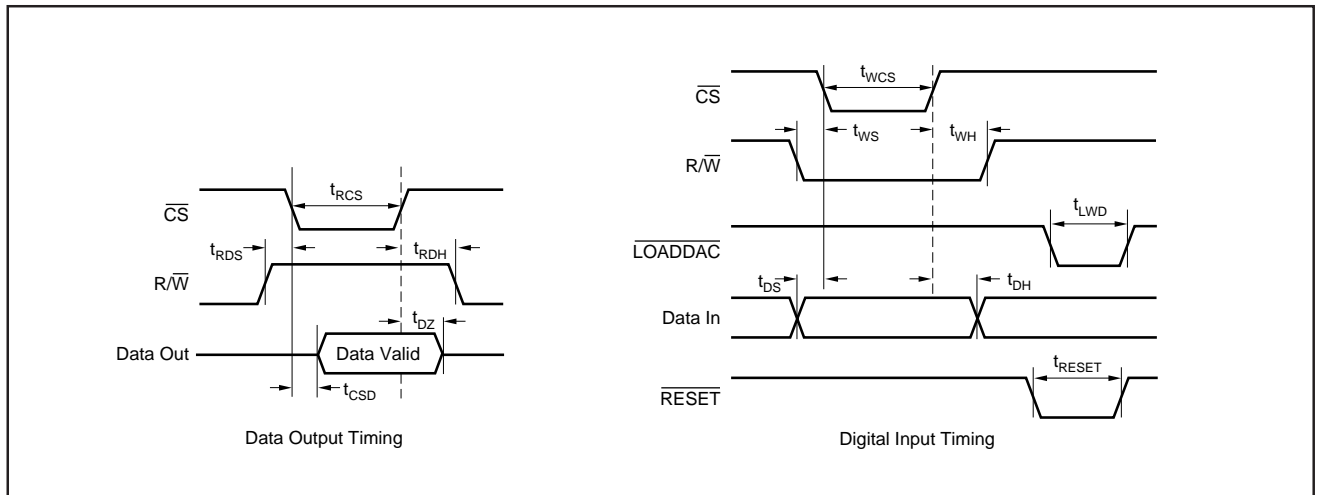 CS
tRCS
tRDS
tRDH
R/W
tDZ
Data Out
Data Valid
tCSD
Data Output Timing
tWCS
CS
tWS
tWH
R/W
tLWD
LOADDAC
tDS
tDH
Data In
tRESET
RESET
Digital Input Timing